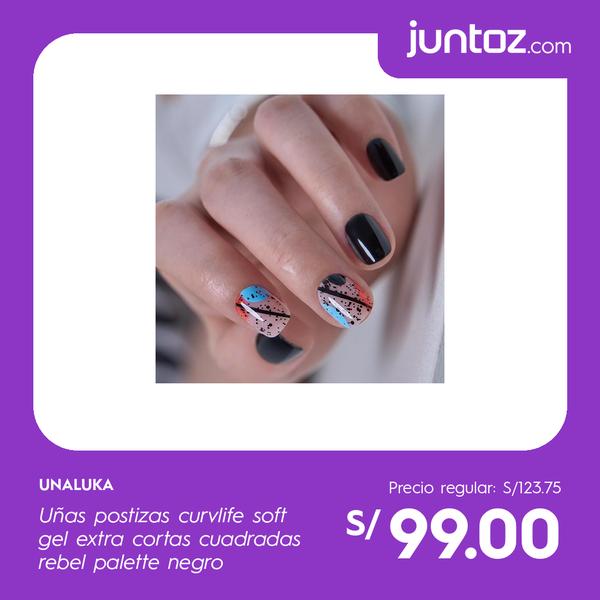 juntoz.com
UNALUKA
Uñas postizas curvlife soft
gel extra cortas cuadradas
rebel palette negro
Precio regular: S/123.75
S/ 99.00